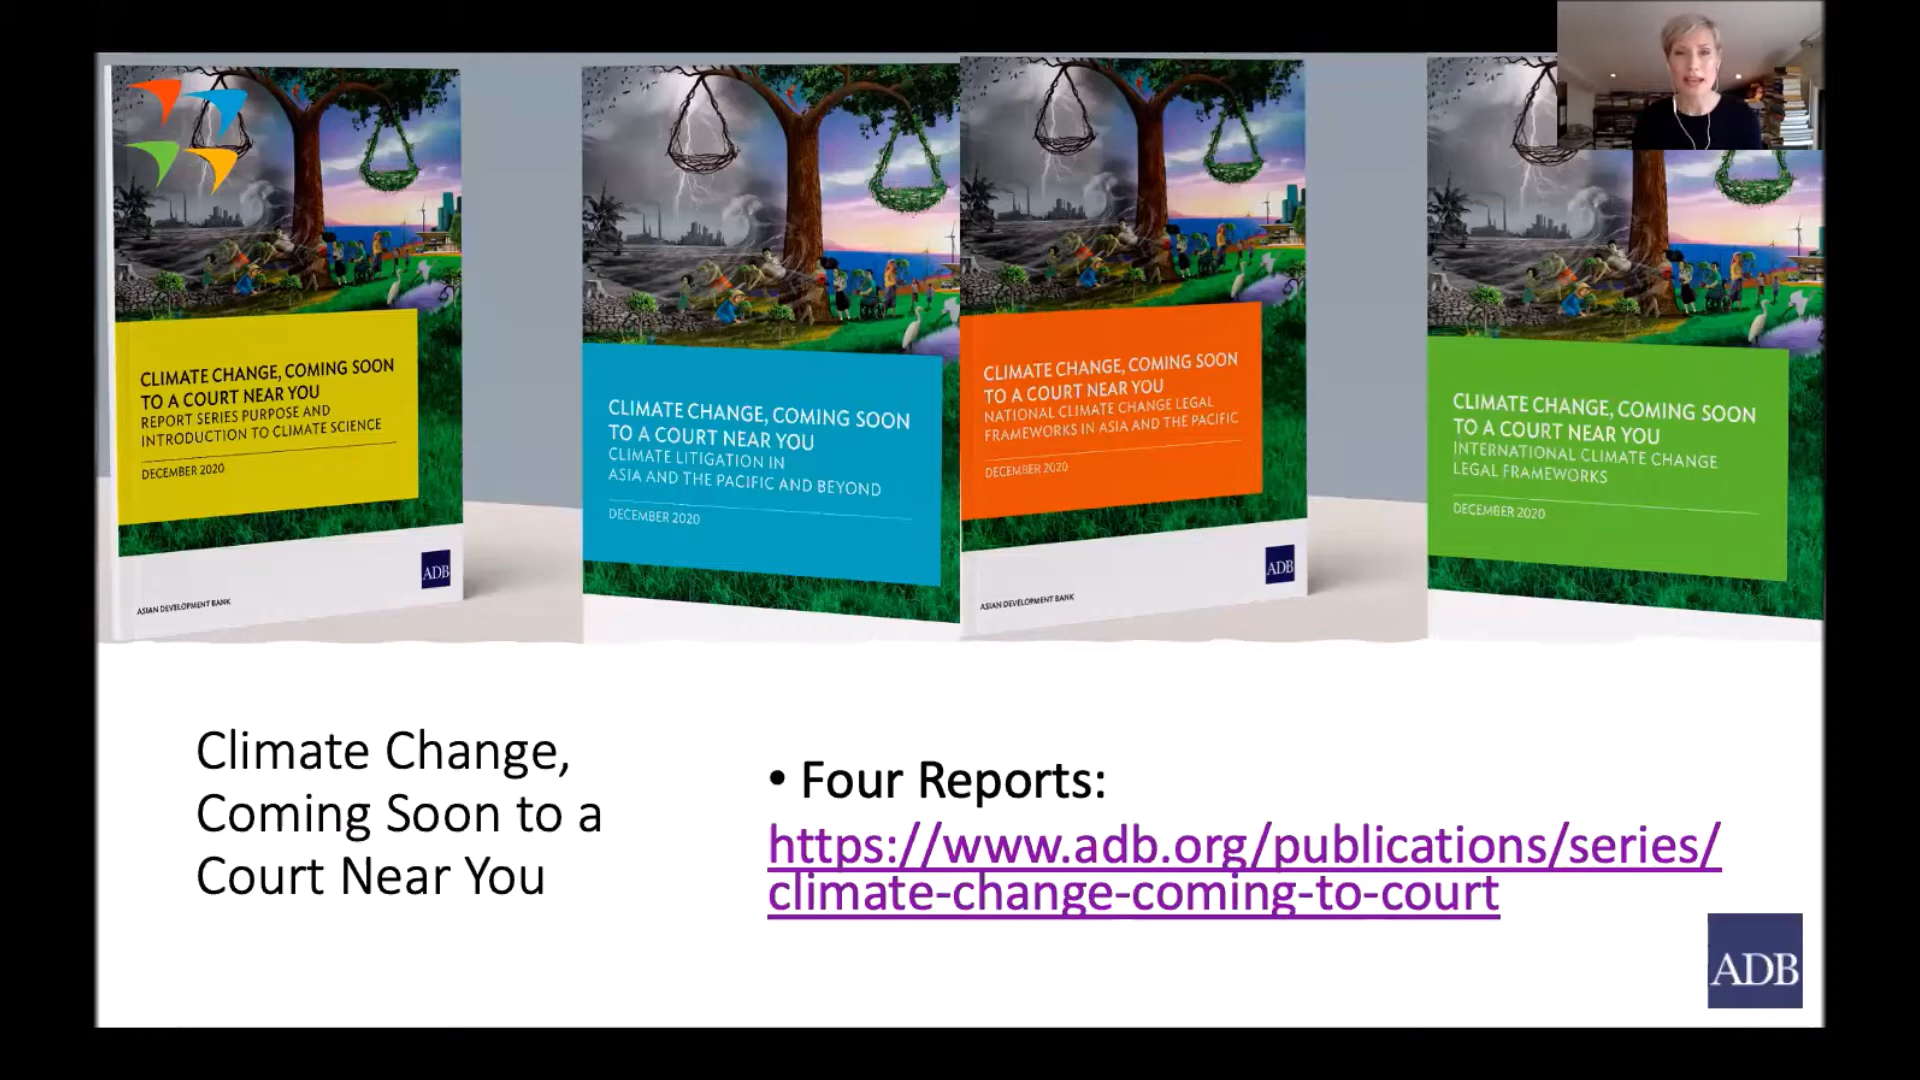 CLIMATE CHANGE, COMING SOON
TO A COURT NEAR YOU
REPORT SERIES PURPOSE AND
INTRODUCTION TO CLIMATE SCIENCE
DECEMBER 2020
ADB
ASIAN DEVELOPMENT BANK
CLIMATE CHANGE, COMING SOON
TO A COURT NEAR YOU
CLIMATE LITIGATION IN
ASIA AND THE PACIFIC AND BEYOND
DECEMBER 2020
CLIMATE CHANGE, COMING SOON
TO A COURT NEAR YOU
NATIONAL CLIMATE CHANGE LEGAL
FRAMEWORKS IN ASIA AND THE PACIFIC
DECEMBER 2020
ADB
ASIAN DEVELOPMENT BANK
CLIMATE CHANGE, COMING SOON
TO A COURT NEAR YOU
INTERNATIONAL CLIMATE CHANGE
LEGAL FRAMEWORKS
DECEMBER 2020
Climate Change,
Coming Soon to a
Court Near You
• Four Reports:
https://www.adb.org/publications/series/
climate-change-coming-to-court
ADB